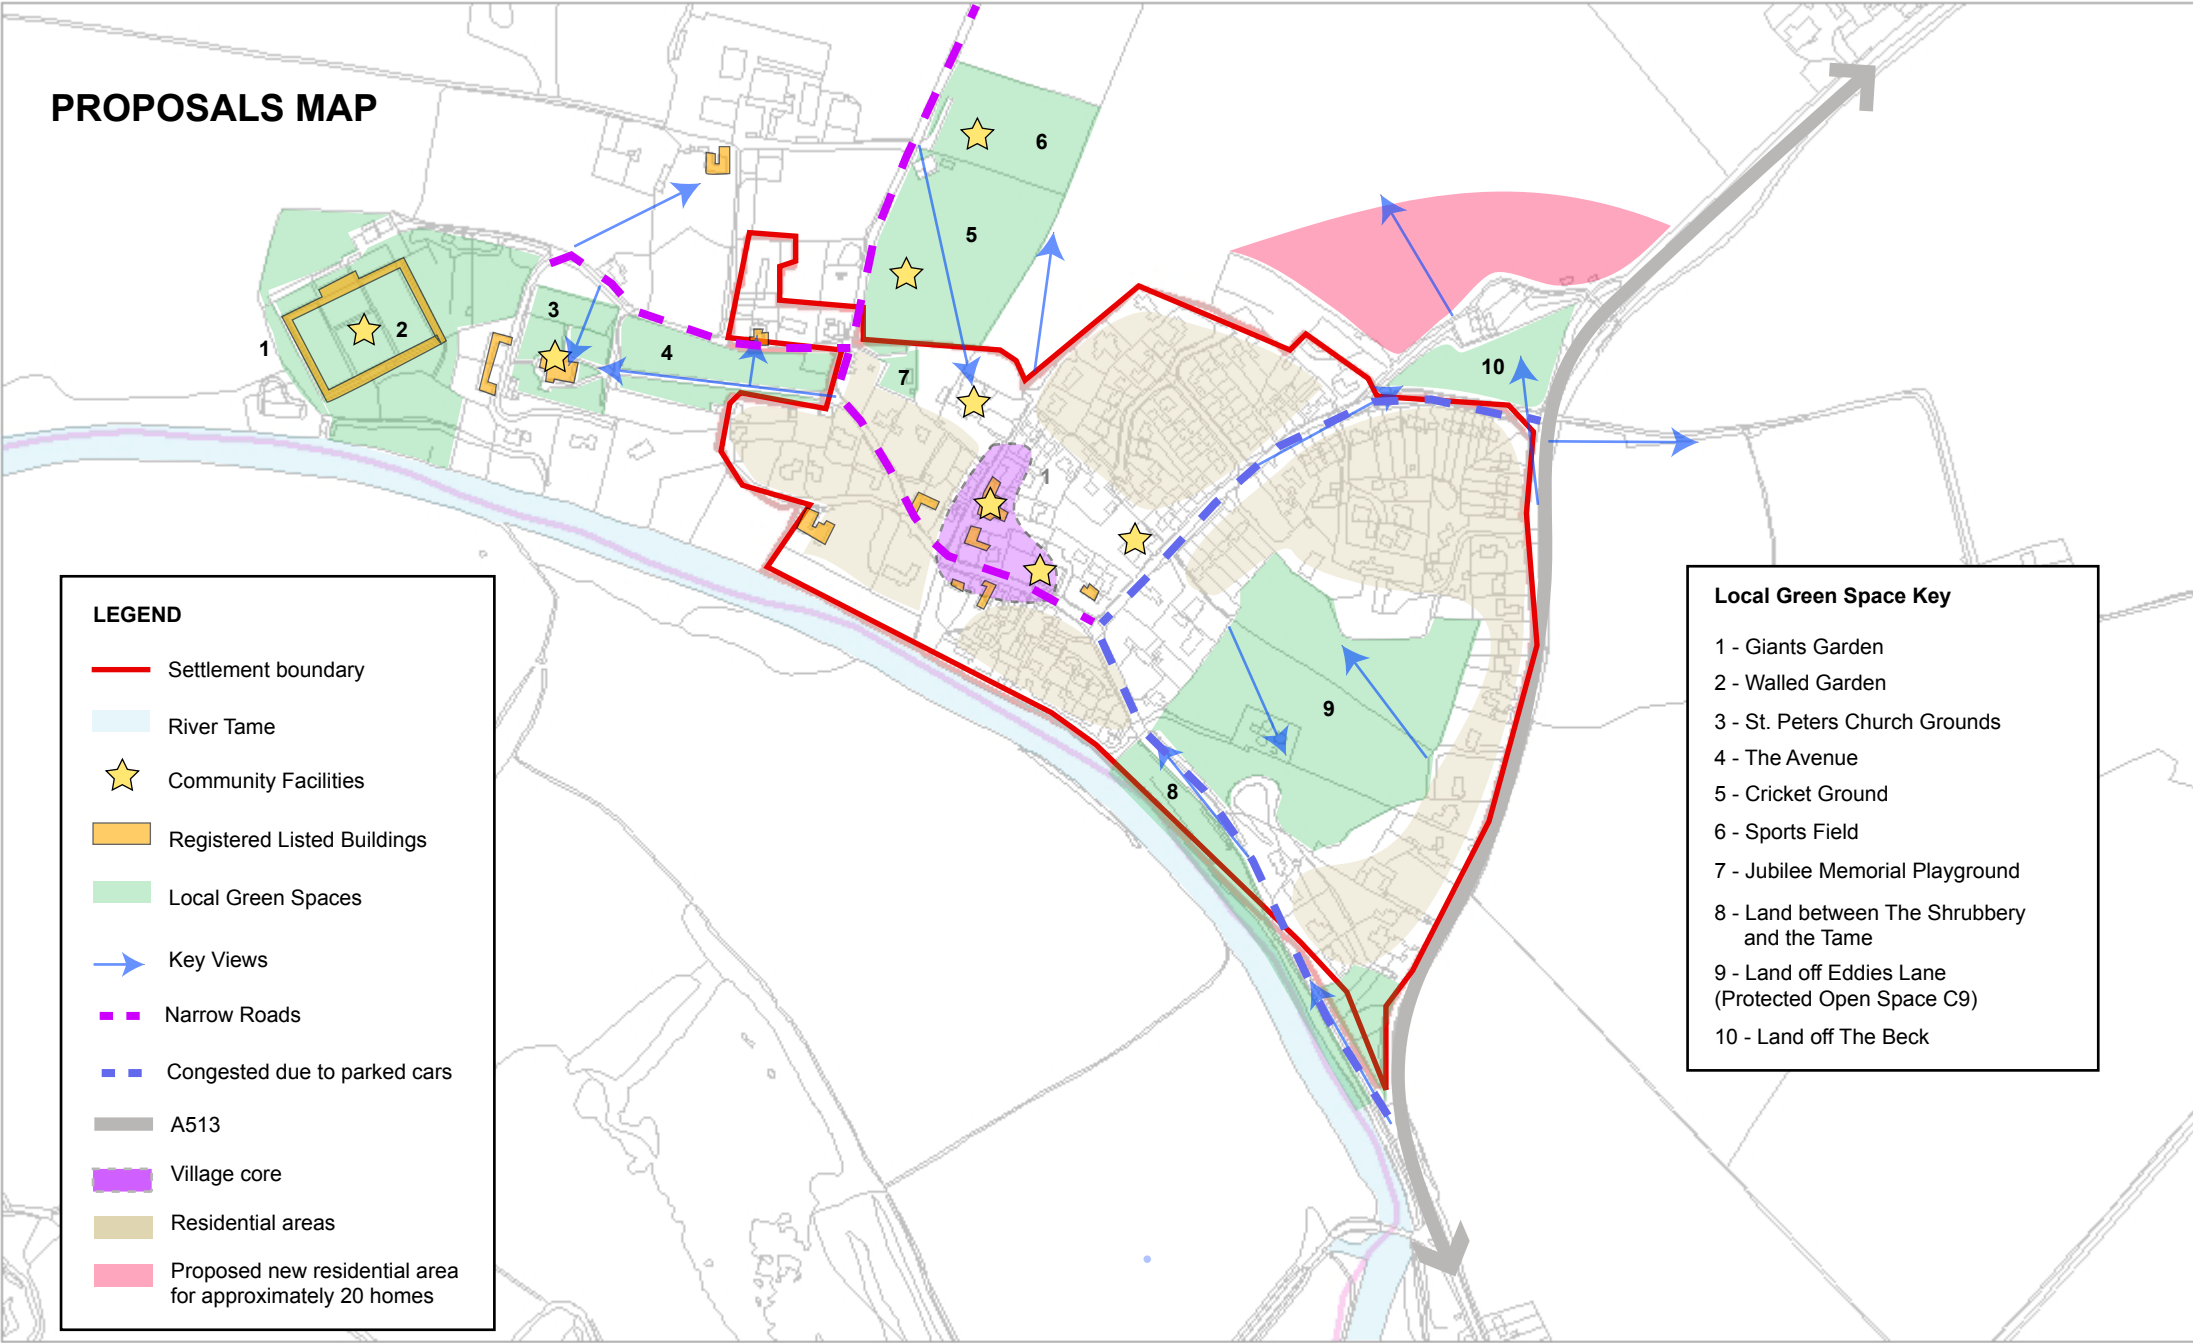 PROPOSALS MAP
6
5
3
2
1
4
7
10
1
9
8
LEGEND
Settlement boundary
River Tame
Community Facilities
Registered Listed Buildings
Local Green Spaces
Key Views
Narrow Roads
Congested due to parked cars
A513
Village core
Residential areas
Proposed new residential area
for approximately 20 homes
Local Green Space Key
1 - Giants Garden
2 - Walled Garden
3 - St. Peters Church Grounds
4 - The Avenue
5 - Cricket Ground
6 - Sports Field
7 - Jubilee Memorial Playground
8 - Land between The Shrubbery
and the Tame
9 - Land off Eddies Lane
(Protected Open Space C9)
10 - Land off The Beck